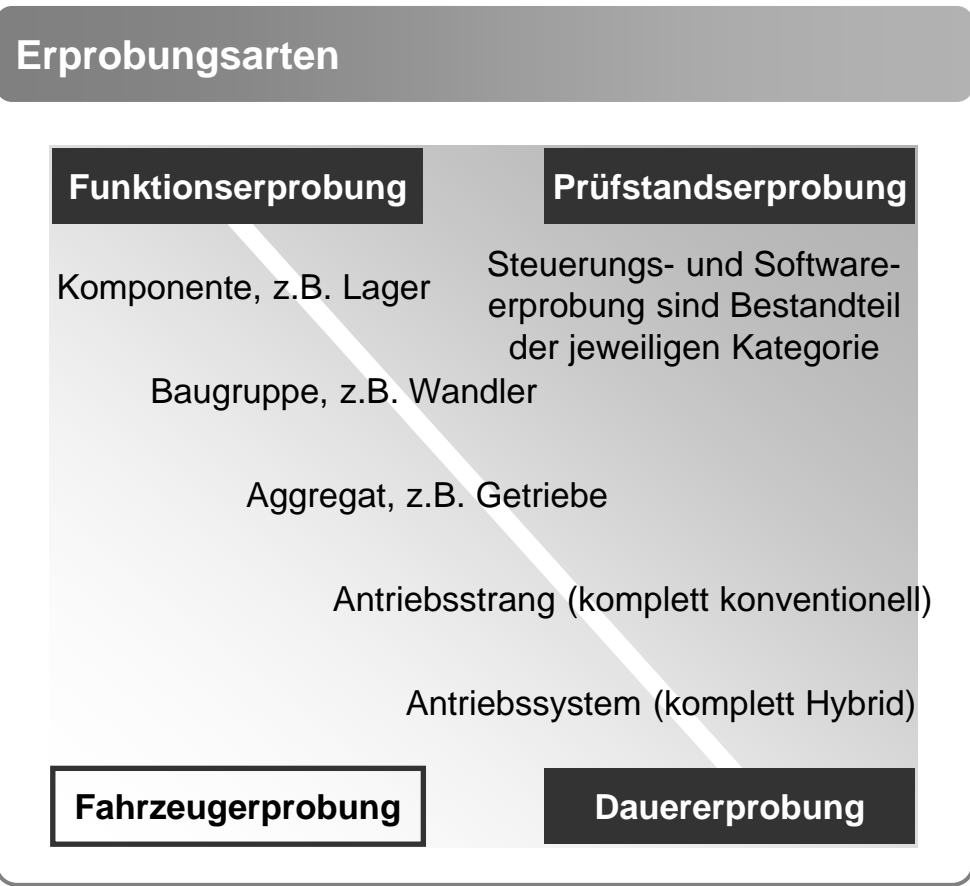 Erprobungsarten
Funktionserprobung
Prüfstandserprobung
Komponente, z.B. Lager
Steuerungs- und Software-
erprobung sind Bestandteil
der jeweiligen Kategorie
Baugruppe, z.B. Wandler
Aggregat, z.B. Getriebe
Antriebsstrang (komplett konventionell)
Antriebssystem (komplett Hybrid)
Fahrzeugerprobung
Dauererprobung